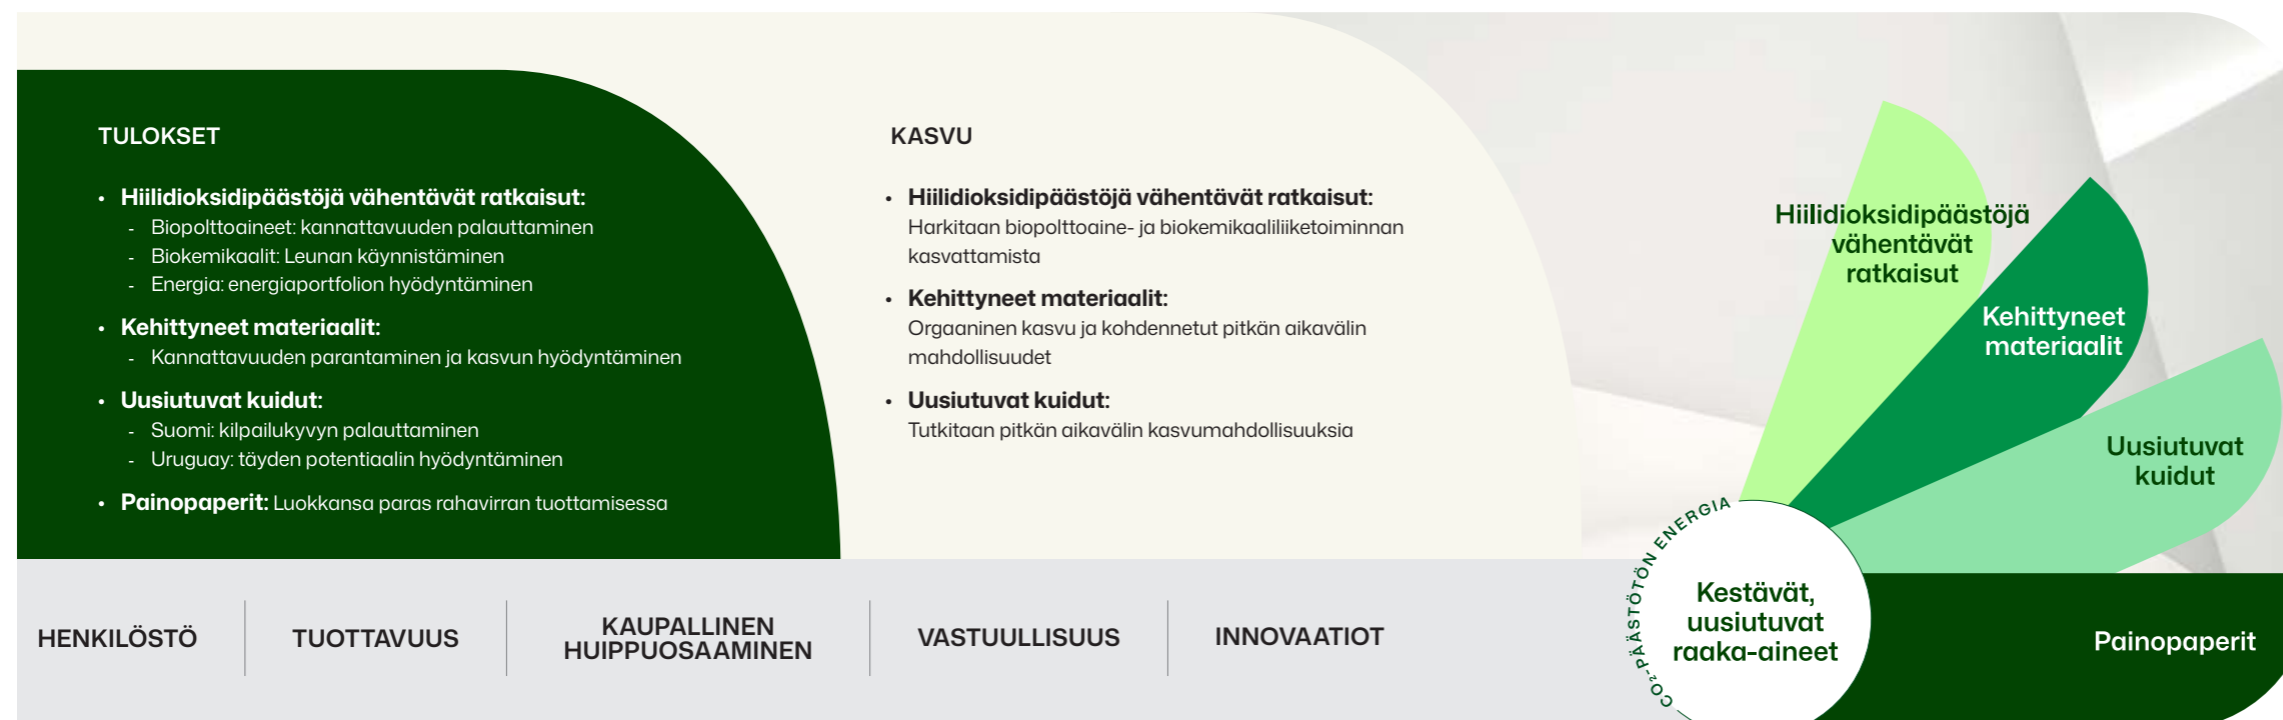 TULOKSET
• Hiilidioksidipäästöjä vähentävät ratkaisut:
- Biopolttoaineet: kannattavuuden palauttaminen
- Biokemikaalit: Leunan käynnistäminen
- Energia: energiaportfolion hyödyntäminen
• Kehittyneet materiaalit:
- Kannattavuuden parantaminen ja kasvun hyödyntäminen
• Uusiutuvat kuidut:
- Suomi: kilpailukyvyn palauttaminen
- Uruguay: täyden potentiaalin hyödyntäminen
• Painopaperit: Luokkansa paras rahavirran tuottamisessa
KASVU
• Hiilidioksidipäästöjä vähentävät ratkaisut:
Harkitaan biopolttoaine- ja biokemikaaliliiketoiminnan
kasvattamista
• Kehittyneet materiaalit:
Orgaaninen kasvu ja kohdennetut pitkän aikavälin
mahdollisuudet
• Uusiutuvat kuidut:
Tutkitaan pitkän aikavälin kasvumahdollisuuksia
Hiilidioksidipäästöjä
vähentävät
ratkaisut
Kehittyneet
materiaalit
Uusiutuvat
kuidut
CO₂-PÄÄSTÖTÖN ENERGIA
Kestävät,
uusiutuvat
raaka-aineet
Painopaperit
HENKILÖSTÖ
TUOTTAVUUS
KAUPALLINEN
HUIPPUOSAAMINEN
VASTUULLISUUS
INNOVAATIOT